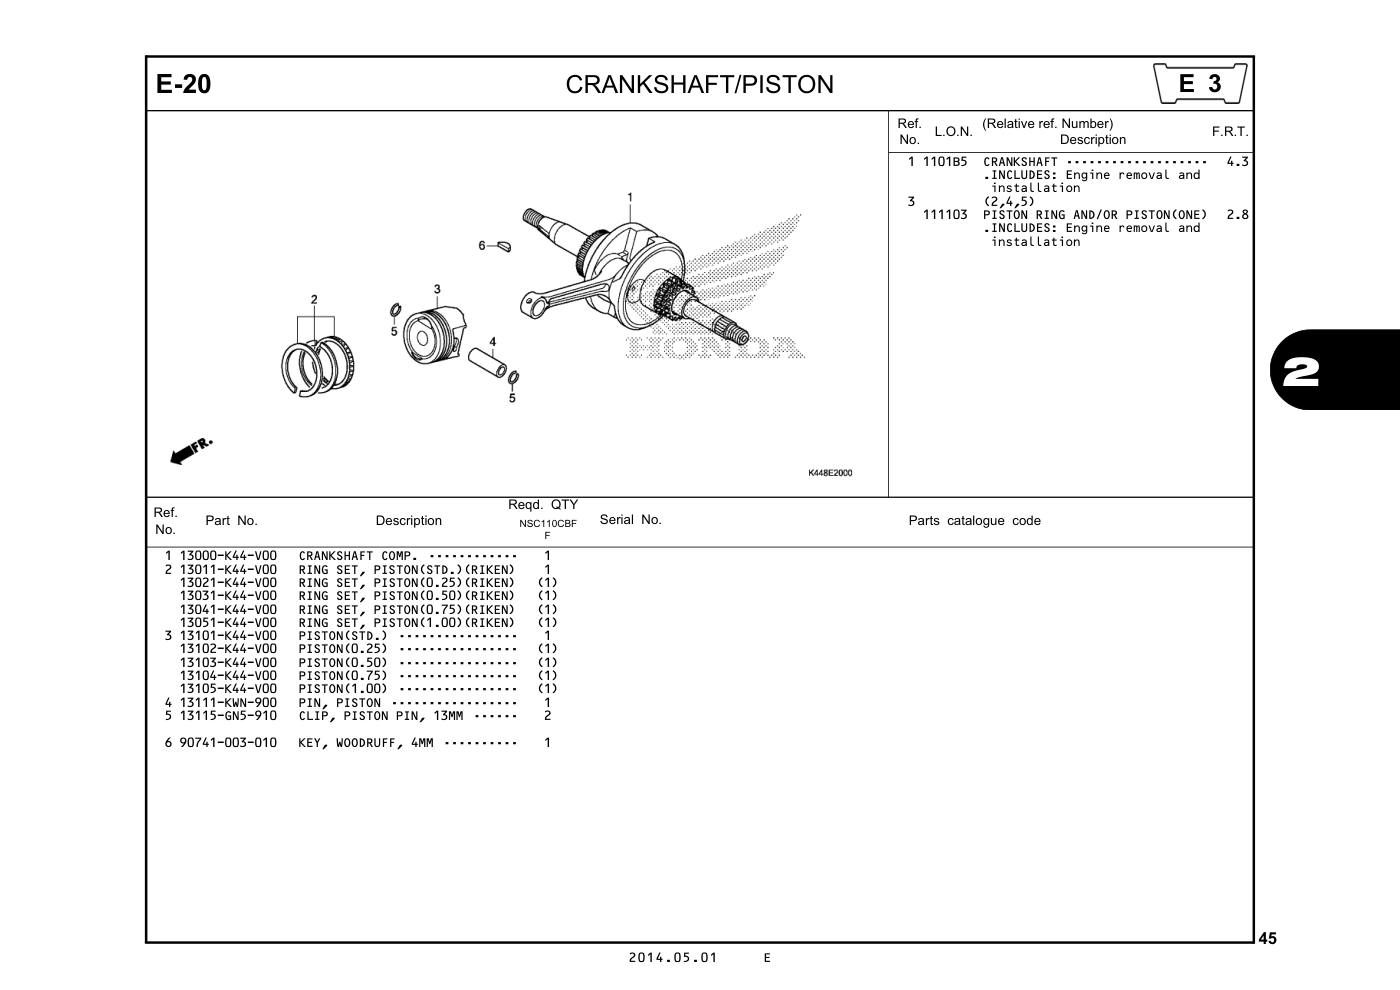 E-20 CRANKSHAFT/PISTON E 3
Ref. No. L.O.N. (Relative ref. Number) Description F.R.T.
1 1101B5 CRANKSHAFT ------------------- 4.3
.INCLUDES: Engine removal and
installation
3 (2,4,5)
111103 PISTON RING AND/OR PISTON(ONE) 2.8
.INCLUDES: Engine removal and
installation
1
6
3
2
5
4
5
HONDA
FR.
K448E2000
2
Ref. No. Part No. Description Reqd. QTY NSC110CBF F Serial No. Parts catalogue code
1 13000-K44-V00 CRANKSHAFT COMP. ------------ 1
2 13011-K44-V00 RING SET, PISTON(STD.)(RIKEN) 1
13021-K44-V00 RING SET, PISTON(0.25)(RIKEN) (1)
13031-K44-V00 RING SET, PISTON(0.50)(RIKEN) (1)
13041-K44-V00 RING SET, PISTON(0.75)(RIKEN) (1)
13051-K44-V00 RING SET, PISTON(1.00)(RIKEN) (1)
3 13101-K44-V00 PISTON(STD.) ---------------- 1
13102-K44-V00 PISTON(0.25) ---------------- (1)
13103-K44-V00 PISTON(0.50) ---------------- (1)
13104-K44-V00 PISTON(0.75) ---------------- (1)
13105-K44-V00 PISTON(1.00) ---------------- (1)
4 13111-KWN-900 PIN, PISTON ----------------- 1
5 13115-GN5-910 CLIP, PISTON PIN, 13MM ------ 2
6 90741-003-010 KEY, WOODRUFF, 4MM ---------- 1
45
2014.05.01 E